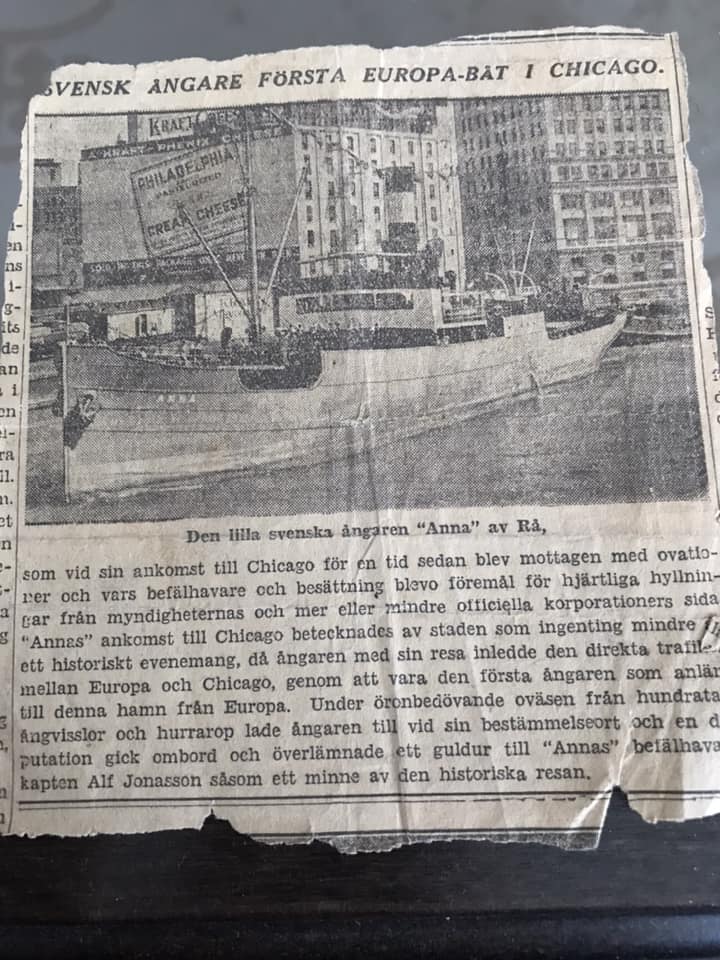 SVENSK ÅNGARE FÖRSTA EUROPA-BÅT I CHICAGO.
KRAFT
KRAFT-PHENIX
PHILADELPHIA
CREAM CHEESE
ANNA
Den lilla svenska ångaren "Anna" av Rå,
som vid sin ankomst till Chicago för en tid sedan blev mottagen med ovatio-
ner och vars befälhavare och besättning blevo föremål för hjärtliga hyllnin-
gar från myndigheternas och mer eller mindre officiella korporationers sida
"Annas" ankomst till Chicago betecknades av staden som ingenting mindre
ett historiskt evenemang, då ångaren med sin resa inledde den direkta trafik
mellan Europa och Chicago, genom att vara den första ångaren som anlän
till denna hamn från Europa. Under öronbedövande oväsen från hundrata
ångvisslor och hurrarop lade ångaren till vid sin bestämmelseort och en d
putation gick ombord och överlämnade ett guldur till "Annas" befälhava
kapten Alf Jonasson såsom ett minne av den historiska resan.